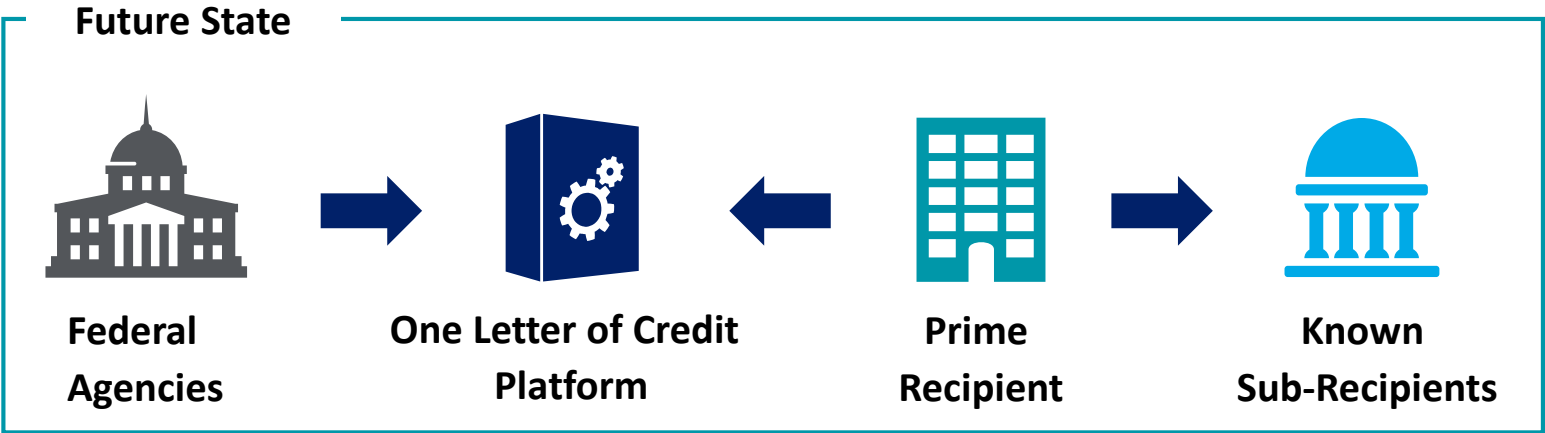 Future State
Federal
Agencies
One Letter of Credit
Platform
Prime
Recipient
Known
Sub-Recipients